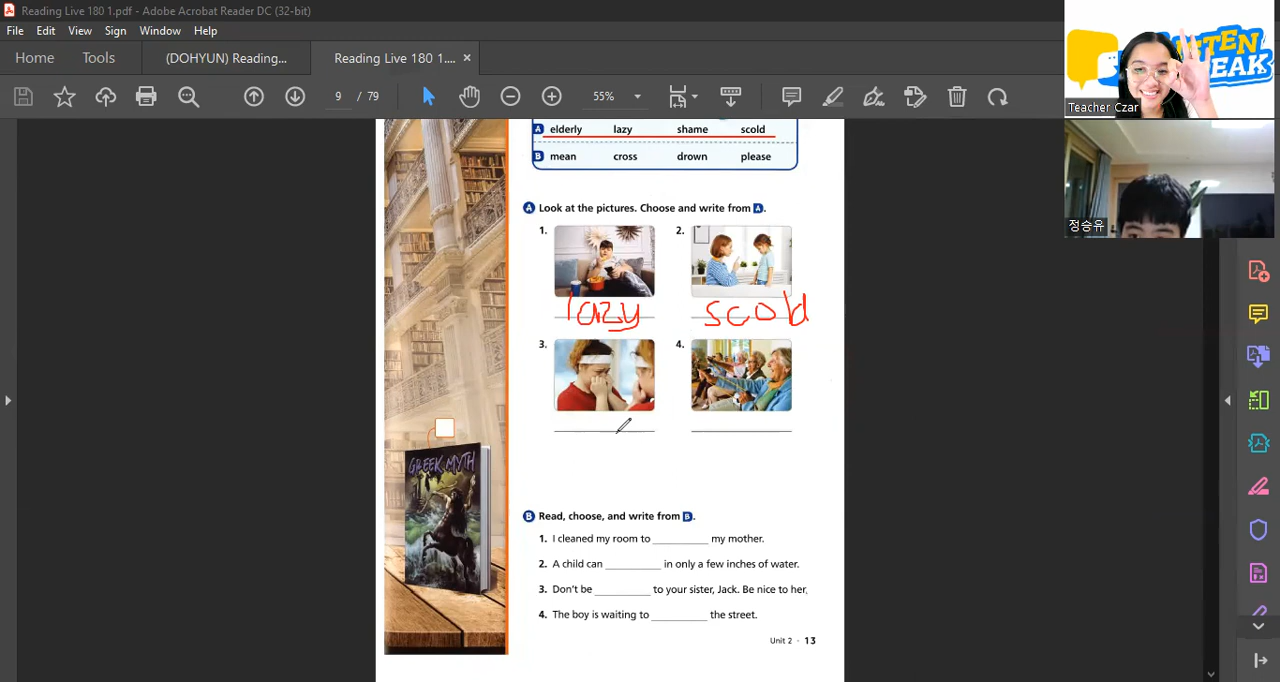 Reading Live 180 1.pdf - Adobe Acrobat Reader DC (32-bit)
File Edit View Sign Window Help
Home Tools (DOHYUN) Reading... Reading Live 180 1.... ×
9 / 79 55%
A elderly lazy shame scold
B mean cross drown please
A Look at the pictures. Choose and write from A.
1. 2.
lazy scold
3. 4.
GREEK MYTH
B Read, choose, and write from B.
1. I cleaned my room to __________ my mother.
2. A child can __________ in only a few inches of water.
3. Don't be __________ to your sister, Jack. Be nice to her.
4. The boy is waiting to __________ the street.
Unit 2 · 13
Teacher Czar
정승유